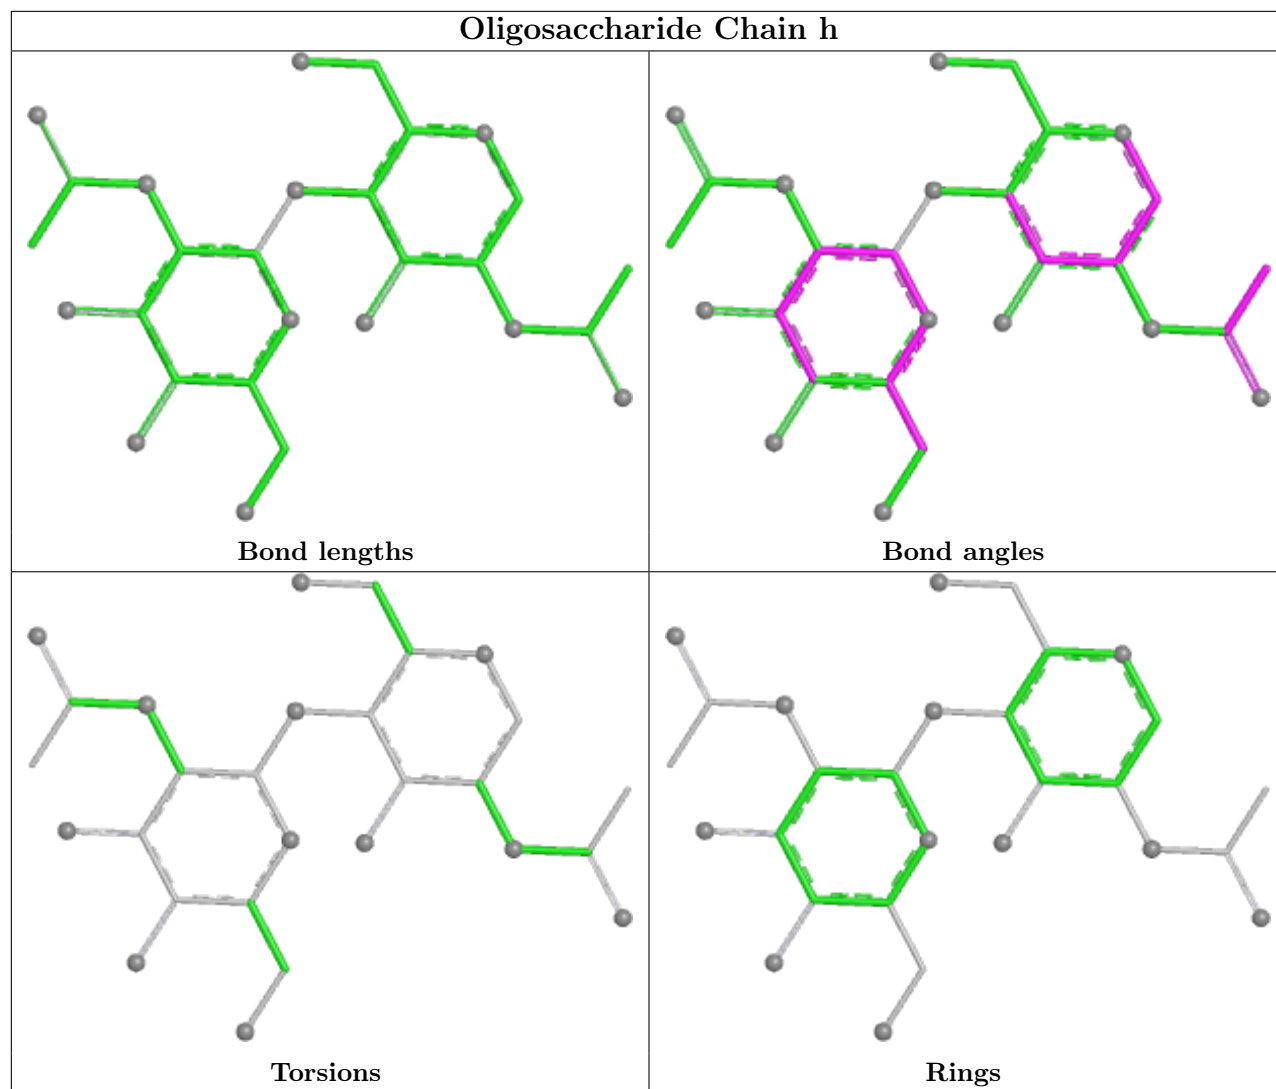 Oligosaccharide Chain h
Bond lengths
Bond angles
Torsions
Rings